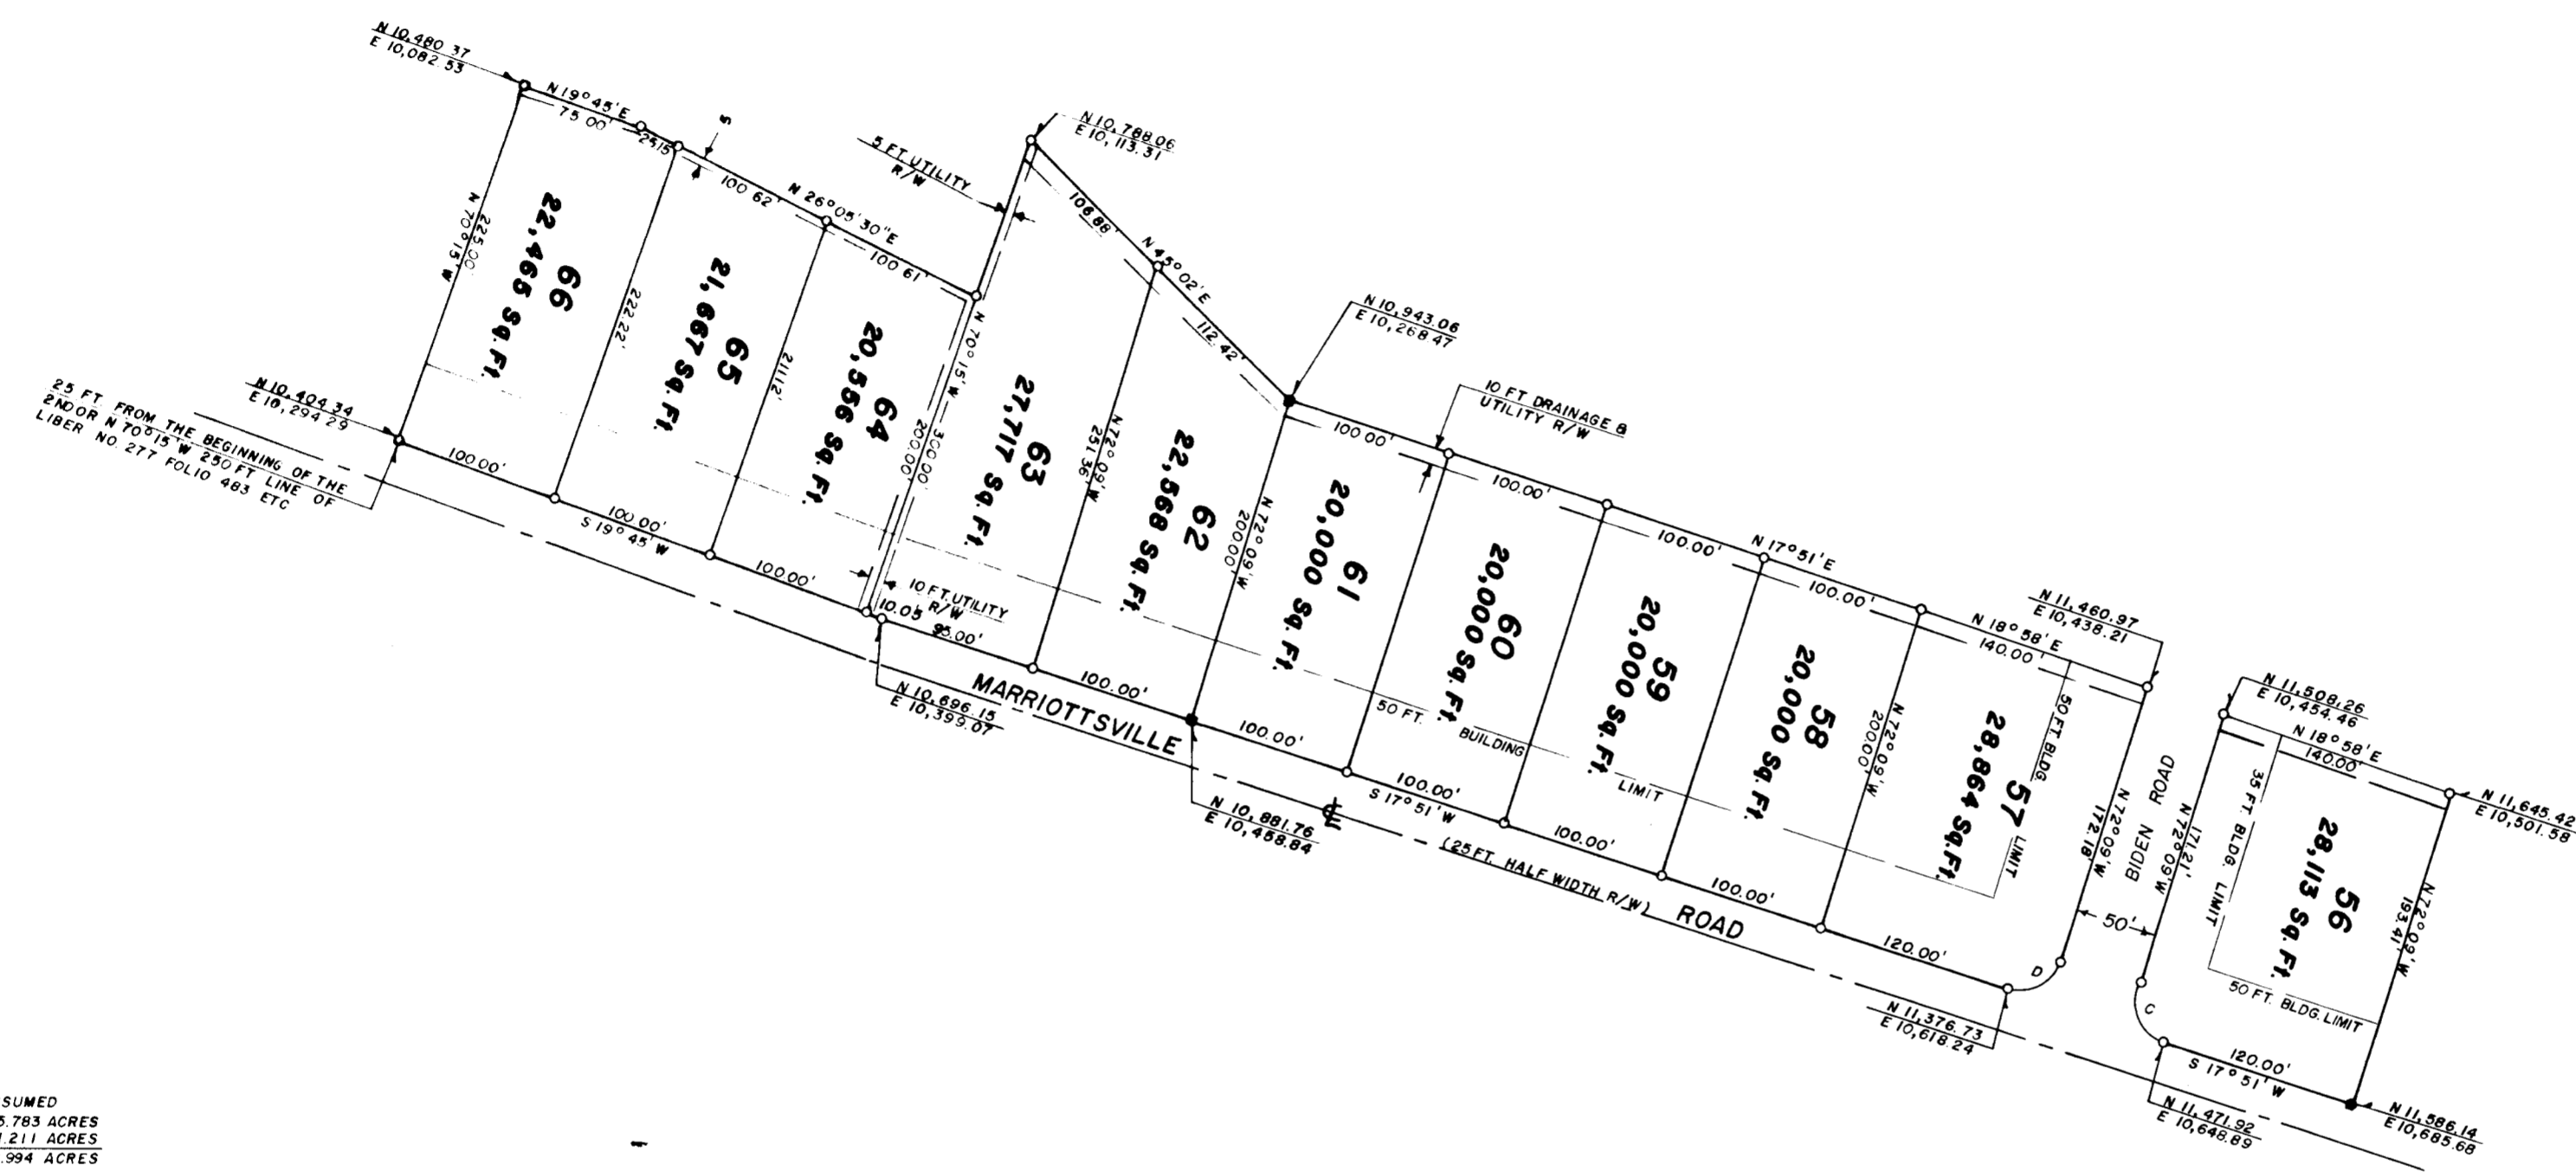 N 10,480.37
E 10,082.53
N 19° 45' E
75.00'
25.15
5
100.62'
N 26° 05' 30" E
100.61'
5 FT. UTILITY
R/W
N 10,788.06
E 10,113.31
106.88'
N 45° 02' E
112.42'
N 10,943.06
E 10,268.47
10 FT DRAINAGE &
UTILITY R/W
100.00'
100.00'
100.00'
N 17° 51' E
100.00'
N 18° 58' E
140.00'
N 11,460.97
E 10,438.21
N 11,508.26
E 10,454.46
N 18° 58' E
140.00'
N 11,645.42
E 10,501.58
225.00'
N 70° 15' W
66
22,465 Sq. Ft.
222.22'
65
21,667 Sq. Ft.
211.12'
64
20,556 Sq. Ft.
N 70° 15' W 300.00'
200.00'
63
27,717 Sq. Ft.
N 72° 09' W
251.36'
62
22,568 Sq. Ft.
N 72° 09' W
200.00'
61
20,000 Sq. Ft.
60
20,000 Sq. Ft.
59
20,000 Sq. Ft.
58
20,000 Sq. Ft.
N 72° 09' W
200.00'
57
28,864 Sq. Ft.
50 FT. BLDG. LIMIT
N 72° 09' W
172.18'
BIDEN ROAD
50'
171.21'
N 72° 09' W
35 FT. BLDG. LIMIT
56
28,113 Sq. Ft.
N 72° 09' W
193.41'
50 FT. BLDG. LIMIT
50 FT. BUILDING LIMIT
25 FT FROM THE BEGINNING OF THE
2ND OR N 70° 15' W 250 FT LINE OF
LIBER NO. 277 FOLIO 483 ETC
N 10,404.34
E 10,294.29
100.00'
100.00'
S 19° 45' W
100.00'
10 FT. UTILITY
R/W
10.05
95.00'
N 10,696.15
E 10,399.07
100.00'
MARRIOTTSVILLE ROAD
N 10,881.76
E 10,458.84
100.00'
100.00'
S 17° 51' W
100.00'
(25 FT. HALF WIDTH R/W)
100.00'
120.00'
D
N 11,376.73
E 10,618.24
C
120.00'
S 17° 51' W
N 11,471.92
E 10,648.89
N 11,586.14
E 10,685.68
SUMED
5.783 ACRES
.211 ACRES
.994 ACRES